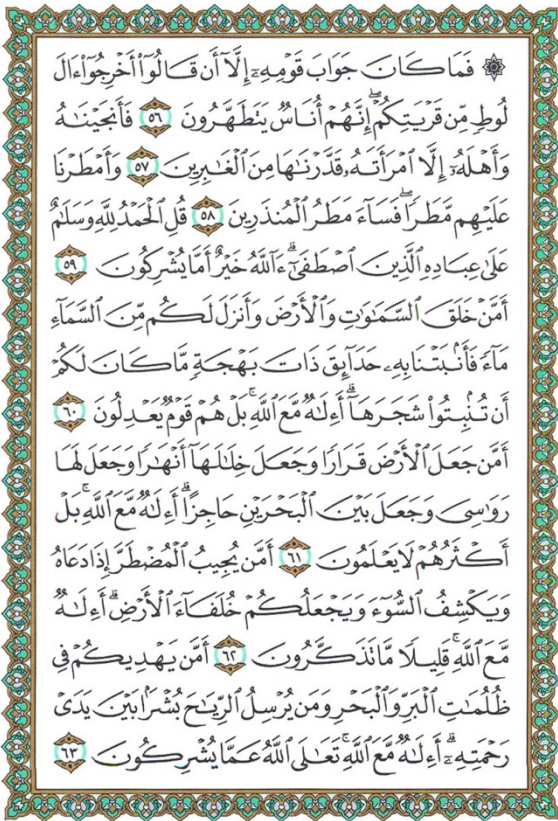 ۞ فَمَا كَانَ جَوَابَ قَوْمِهِۦٓ إِلَّآ أَن قَالُوٓا۟ أَخْرِجُوٓا۟ ءَالَ
لُوطٍ مِّن قَرْيَتِكُمْ ۖ إِنَّهُمْ أُنَاسٌ يَتَطَهَّرُونَ ٥٦ فَأَنجَيْنَـٰهُ
وَأَهْلَهُۥٓ إِلَّا ٱمْرَأَتَهُۥ قَدَّرْنَـٰهَا مِنَ ٱلْغَـٰبِرِينَ ٥٧ وَأَمْطَرْنَا
عَلَيْهِم مَّطَرًا ۖ فَسَآءَ مَطَرُ ٱلْمُنذَرِينَ ٥٨ قُلِ ٱلْحَمْدُ لِلَّهِ وَسَلَـٰمٌ
عَلَىٰ عِبَادِهِ ٱلَّذِينَ ٱصْطَفَىٰٓ ۗ ءَآللَّهُ خَيْرٌ أَمَّا يُشْرِكُونَ ٥٩
أَمَّنْ خَلَقَ ٱلسَّمَـٰوَٰتِ وَٱلْأَرْضَ وَأَنزَلَ لَكُم مِّنَ ٱلسَّمَآءِ
مَآءً فَأَنۢبَتْنَا بِهِۦ حَدَآئِقَ ذَاتَ بَهْجَةٍ مَّا كَانَ لَكُمْ
أَن تُنۢبِتُوا۟ شَجَرَهَآ ۗ أَءِلَـٰهٌ مَّعَ ٱللَّهِ ۚ بَلْ هُمْ قَوْمٌ يَعْدِلُونَ ٦٠
أَمَّن جَعَلَ ٱلْأَرْضَ قَرَارًا وَجَعَلَ خِلَـٰلَهَآ أَنْهَـٰرًا وَجَعَلَ لَهَا
رَوَٰسِىَ وَجَعَلَ بَيْنَ ٱلْبَحْرَيْنِ حَاجِزًا ۗ أَءِلَـٰهٌ مَّعَ ٱللَّهِ ۚ بَلْ
أَكْثَرُهُمْ لَا يَعْلَمُونَ ٦١ أَمَّن يُجِيبُ ٱلْمُضْطَرَّ إِذَا دَعَاهُ
وَيَكْشِفُ ٱلسُّوٓءَ وَيَجْعَلُكُمْ خُلَفَآءَ ٱلْأَرْضِ ۗ أَءِلَـٰهٌ
مَّعَ ٱللَّهِ ۚ قَلِيلًا مَّا تَذَكَّرُونَ ٦٢ أَمَّن يَهْدِيكُمْ فِى
ظُلُمَـٰتِ ٱلْبَرِّ وَٱلْبَحْرِ وَمَن يُرْسِلُ ٱلرِّيَـٰحَ بُشْرًۢا بَيْنَ يَدَىْ
رَحْمَتِهِۦٓ ۗ أَءِلَـٰهٌ مَّعَ ٱللَّهِ ۚ تَعَـٰلَى ٱللَّهُ عَمَّا يُشْرِكُونَ ٦٣